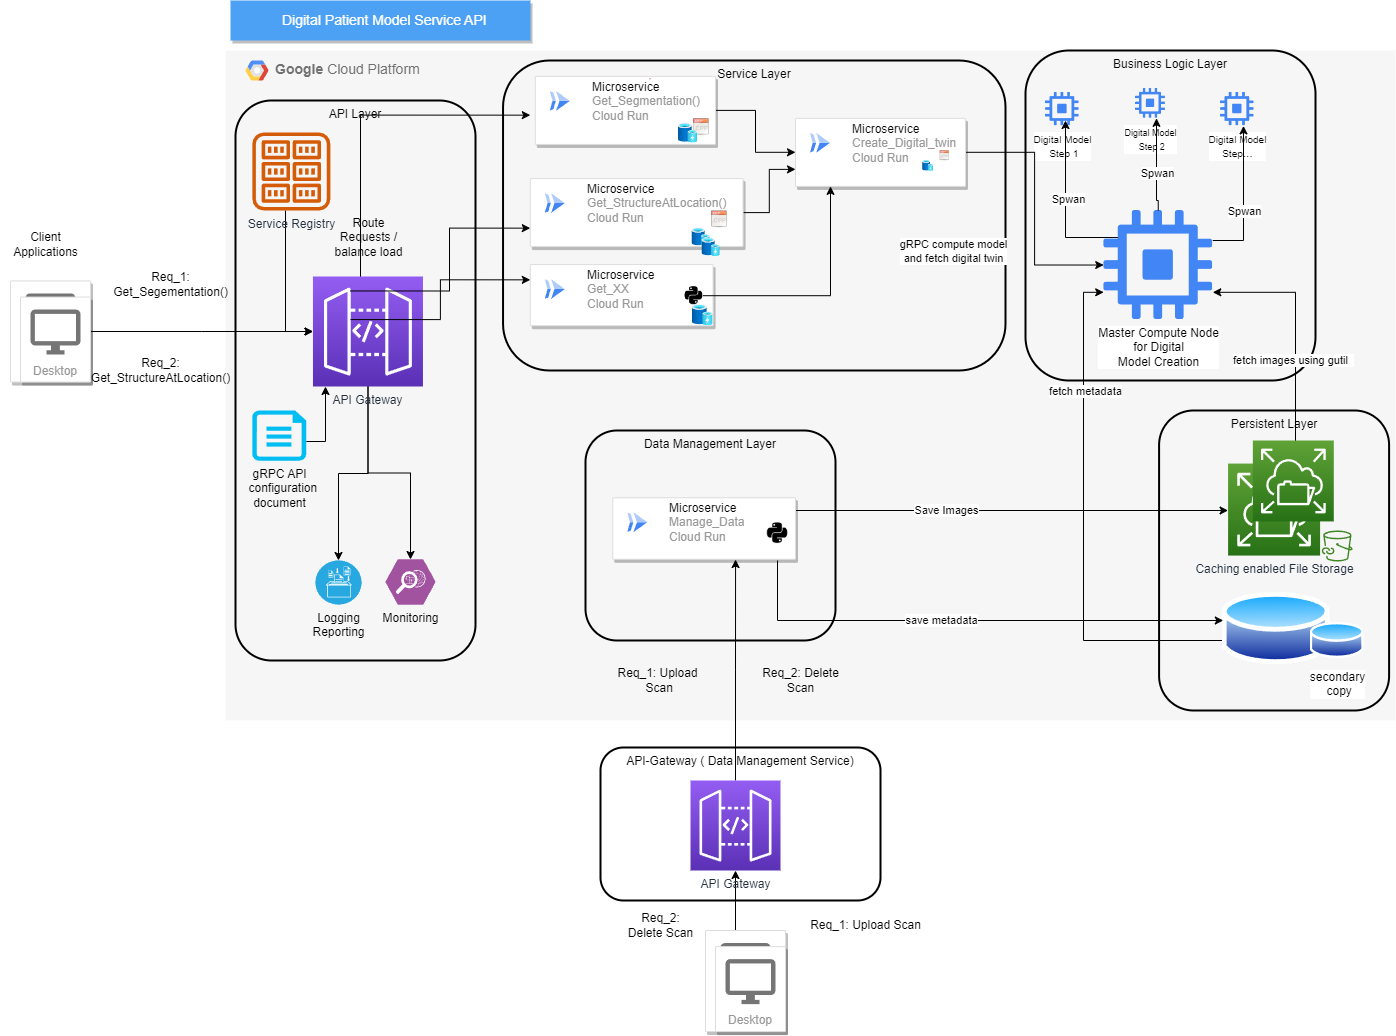 Digital Patient Model Service API
Google Cloud Platform
API Layer
Service Registry
Route
Requests /
balance load
Client
Applications
Desktop
Req_1:
Get_Segementation()
Req_2:
Get_StructureAtLocation()
API Gateway
gRPC API
configuration
document
Logging
Reporting
Monitoring
Service Layer
Microservice
Get_Segmentation()
Cloud Run
Microservice
Get_StructureAtLocation()
Cloud Run
Microservice
Get_XX
Cloud Run
Microservice
Create_Digital_twin
Cloud Run
gRPC compute model
and fetch digital twin
Business Logic Layer
Digital Model
Step 1
Digital Model
Step 2
Digital Model
Step...
Spwan
Spwan
Spwan
Master Compute Node
for Digital
Model Creation
fetch images using gutil
fetch metadata
Data Management Layer
Microservice
Manage_Data
Cloud Run
Save Images
save metadata
Persistent Layer
Caching enabled File Storage
secondary
copy
Req_1: Upload
Scan
Req_2: Delete
Scan
API-Gateway ( Data Management Service)
API Gateway
Req_2:
Delete Scan
Req_1: Upload Scan
Desktop